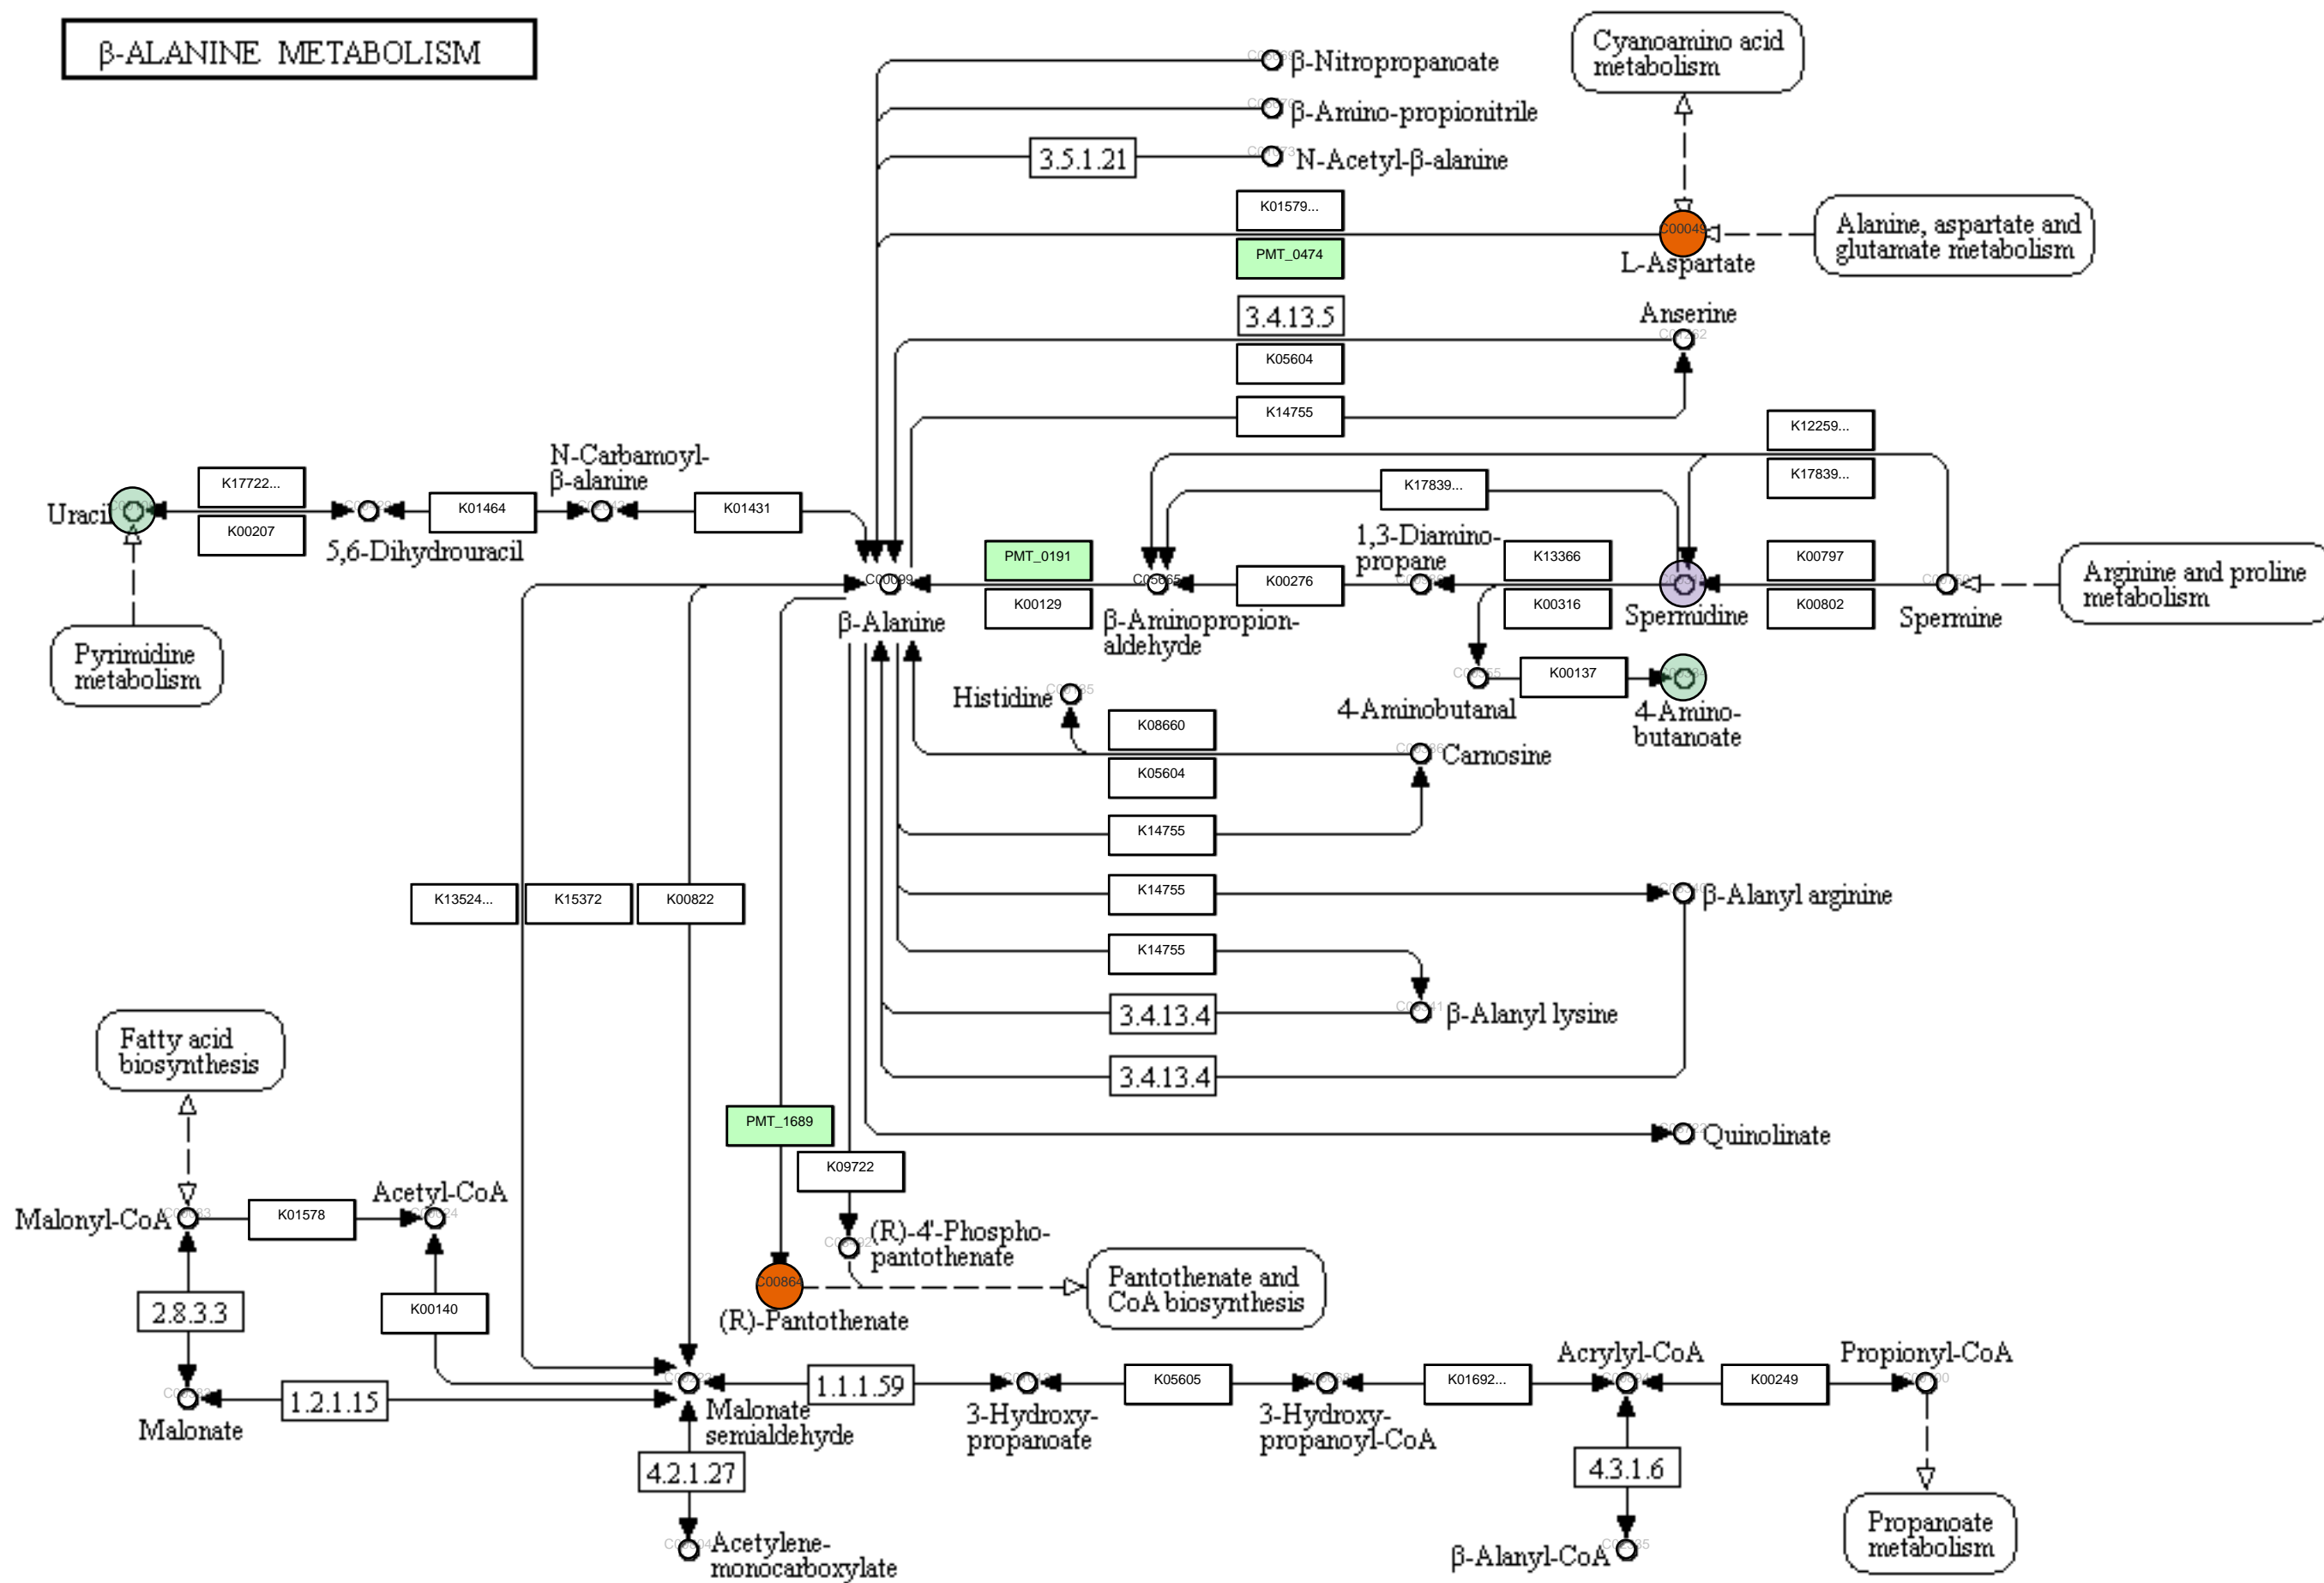 β-ALANINE METABOLISM
β-Nitropropanoate
β-Amino-propionitrile
3.5.1.21
N-Acetyl-β-alanine
Cyanoamino acid
metabolism
K01579...
PMT_0474
C00049
L-Aspartate
Alanine, aspartate and
glutamate metabolism
3.4.13.5
K05604
K14755
Anserine
K12259...
K17839...
K17839...
Uracil
K17722...
K00207
5,6-Dihydrouracil
K01464
N-Carbamoyl-
β-alanine
K01431
C00099
β-Alanine
PMT_0191
K00129
C05665
β-Aminopropion-
aldehyde
K00276
1,3-Diamino-
propane
K13366
K00316
Spermidine
K00797
K00802
Spermine
Arginine and proline
metabolism
Pyrimidine
metabolism
4-Aminobutanal
K00137
4-Amino-
butanoate
Histidine
K08660
K05604
Carnosine
K14755
K13524...
K15372
K00822
K14755
β-Alanyl arginine
K14755
3.4.13.4
β-Alanyl lysine
3.4.13.4
Fatty acid
biosynthesis
PMT_1689
K09722
Quinolinate
Malonyl-CoA
K01578
Acetyl-CoA
(R)-4'-Phospho-
pantothenate
C00864
(R)-Pantothenate
Pantothenate and
CoA biosynthesis
2.8.3.3
K00140
Malonate
1.2.1.15
Malonate
semialdehyde
1.1.1.59
3-Hydroxy-
propanoate
K05605
3-Hydroxy-
propanoyl-CoA
K01692...
Acrylyl-CoA
K00249
Propionyl-CoA
4.2.1.27
Acetylene-
monocarboxylate
4.3.1.6
β-Alanyl-CoA
Propanoate
metabolism